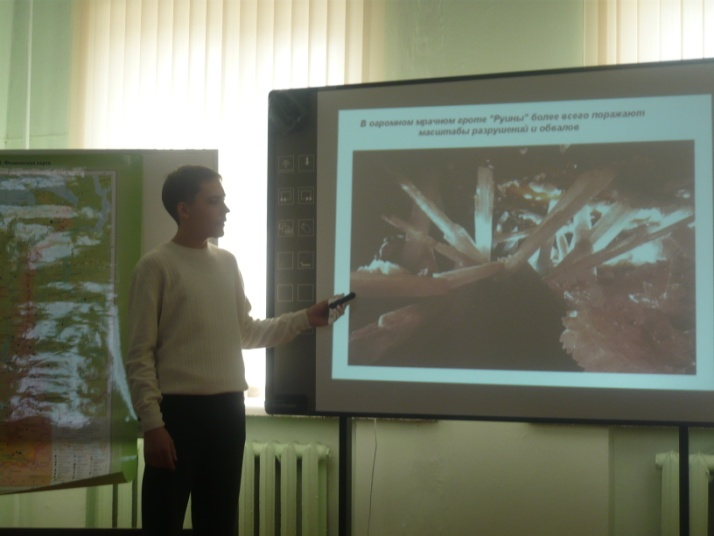 В огромном мрачном гроте "Руины" более всего поражают
масштабы разрушений и обвалов